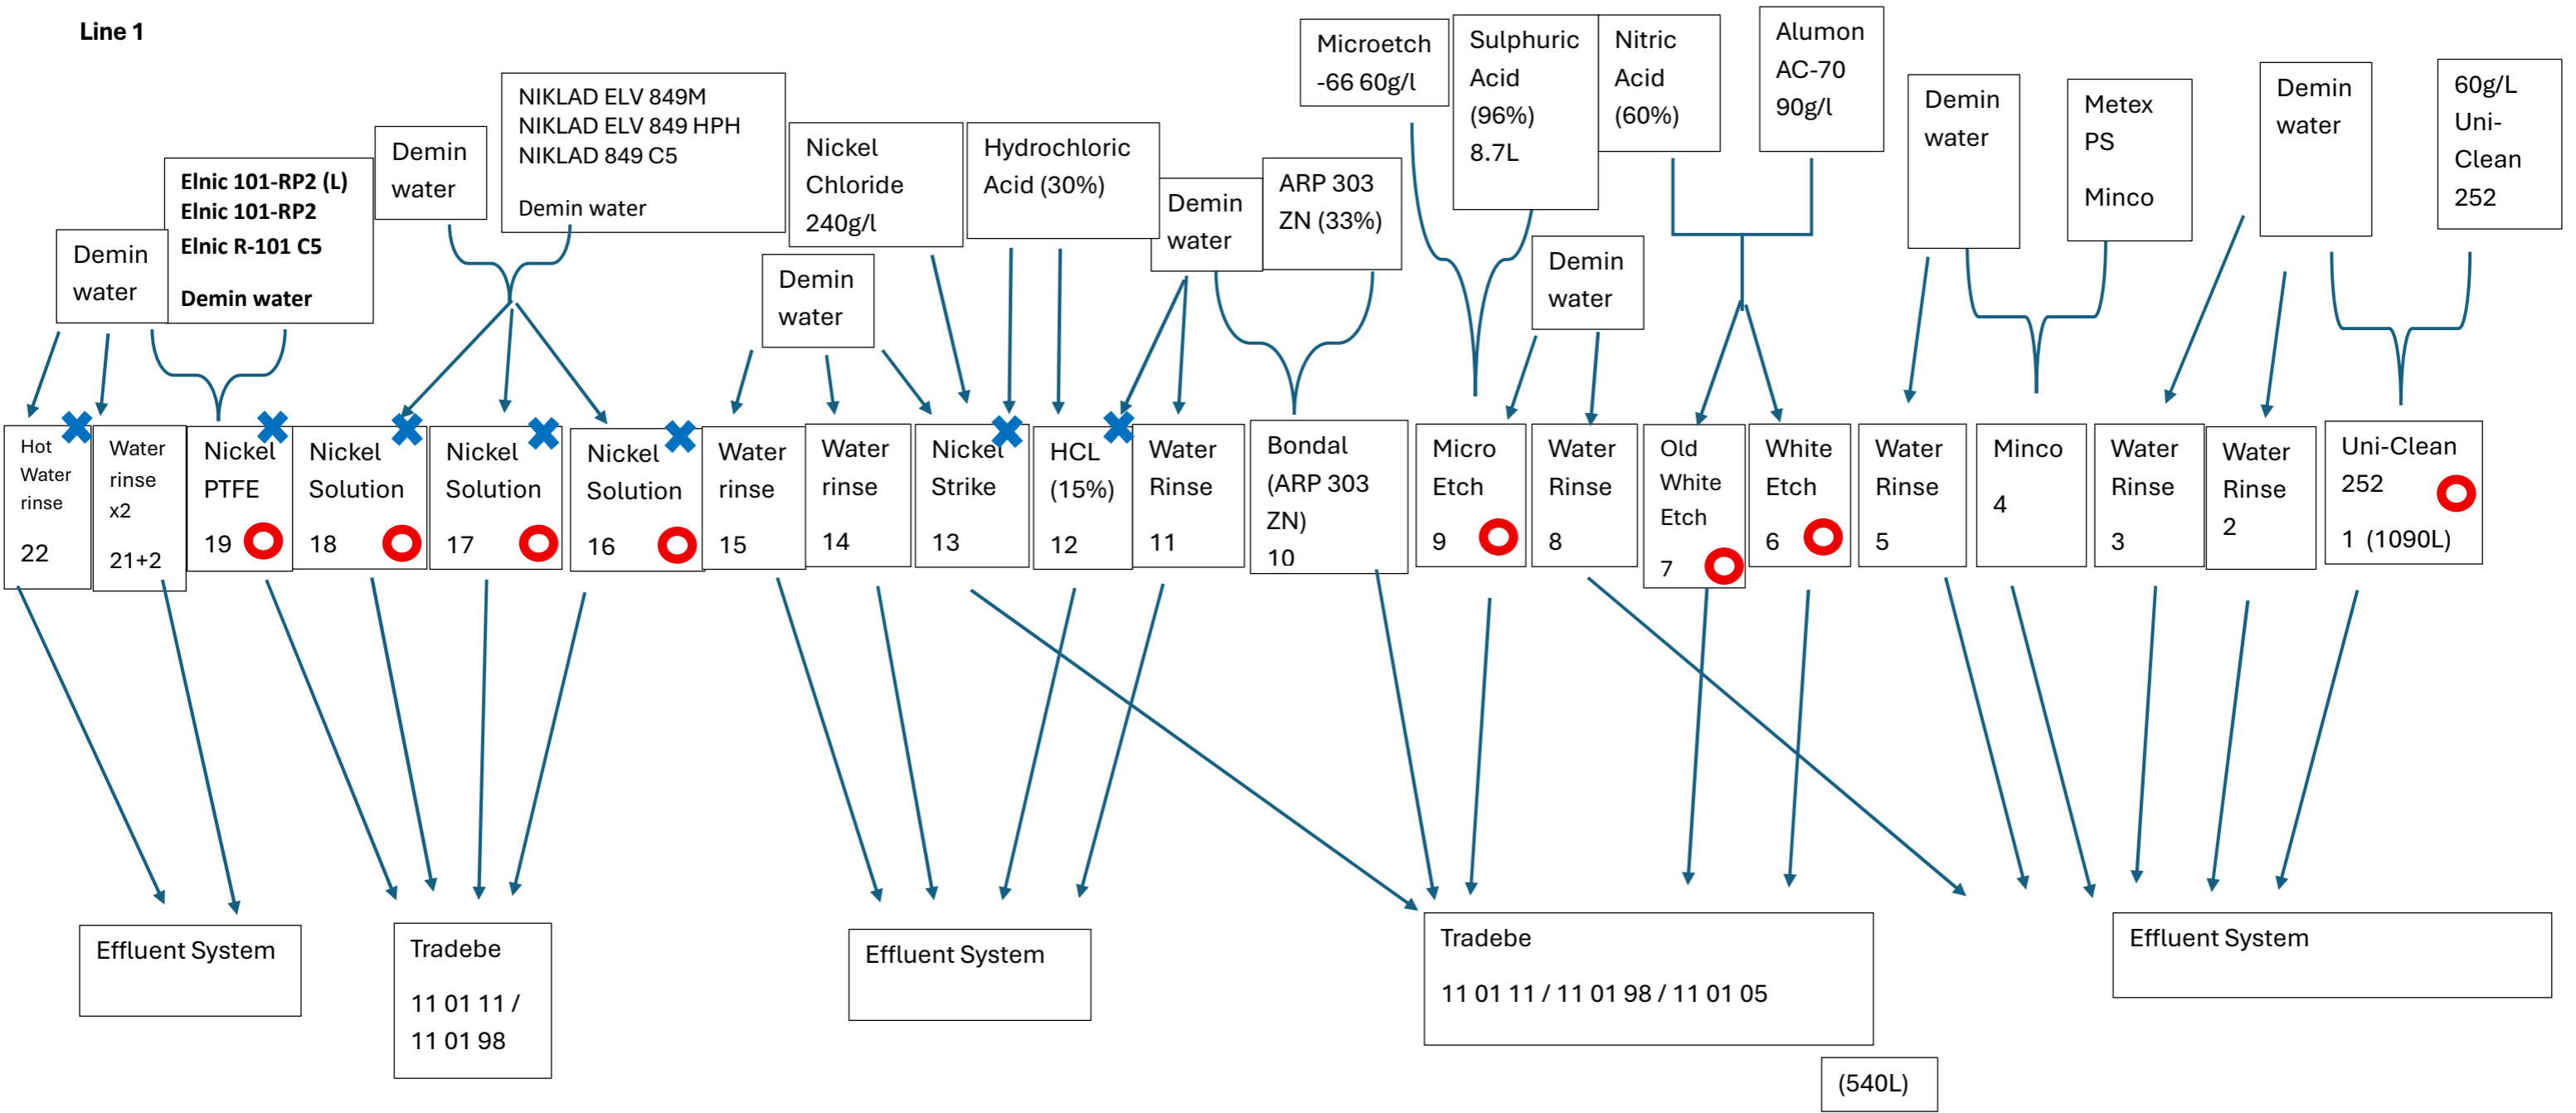 Line 1
Demin
water
Elnic 101-RP2 (L)
Elnic 101-RP2
Elnic R-101 C5
Demin water
Demin
water
NIKLAD ELV 849M
NIKLAD ELV 849 HPH
NIKLAD 849 C5
Demin water
Demin
water
Nickel
Chloride
240g/l
Hydrochloric
Acid (30%)
Demin
water
ARP 303
ZN (33%)
Microetch
-66 60g/l
Sulphuric
Acid
(96%)
8.7L
Nitric
Acid
(60%)
Demin
water
Alumon
AC-70
90g/l
Demin
water
Metex
PS
Minco
Demin
water
60g/L
Uni-
Clean
252
Hot
Water
rinse
22
Water
rinse
x2
21+2
Nickel
PTFE
19
Nickel
Solution
18
Nickel
Solution
17
Nickel
Solution
16
Water
rinse
15
Water
rinse
14
Nickel
Strike
13
HCL
(15%)
12
Water
Rinse
11
Bondal
(ARP 303
ZN)
10
Micro
Etch
9
Water
Rinse
8
Old
White
Etch
7
White
Etch
6
Water
Rinse
5
Minco
4
Water
Rinse
3
Water
Rinse
2
Uni-Clean
252
1 (1090L)
Effluent System
Tradebe
11 01 11 /
11 01 98
Effluent System
Tradebe
11 01 11 / 11 01 98 / 11 01 05
Effluent System
(540L)